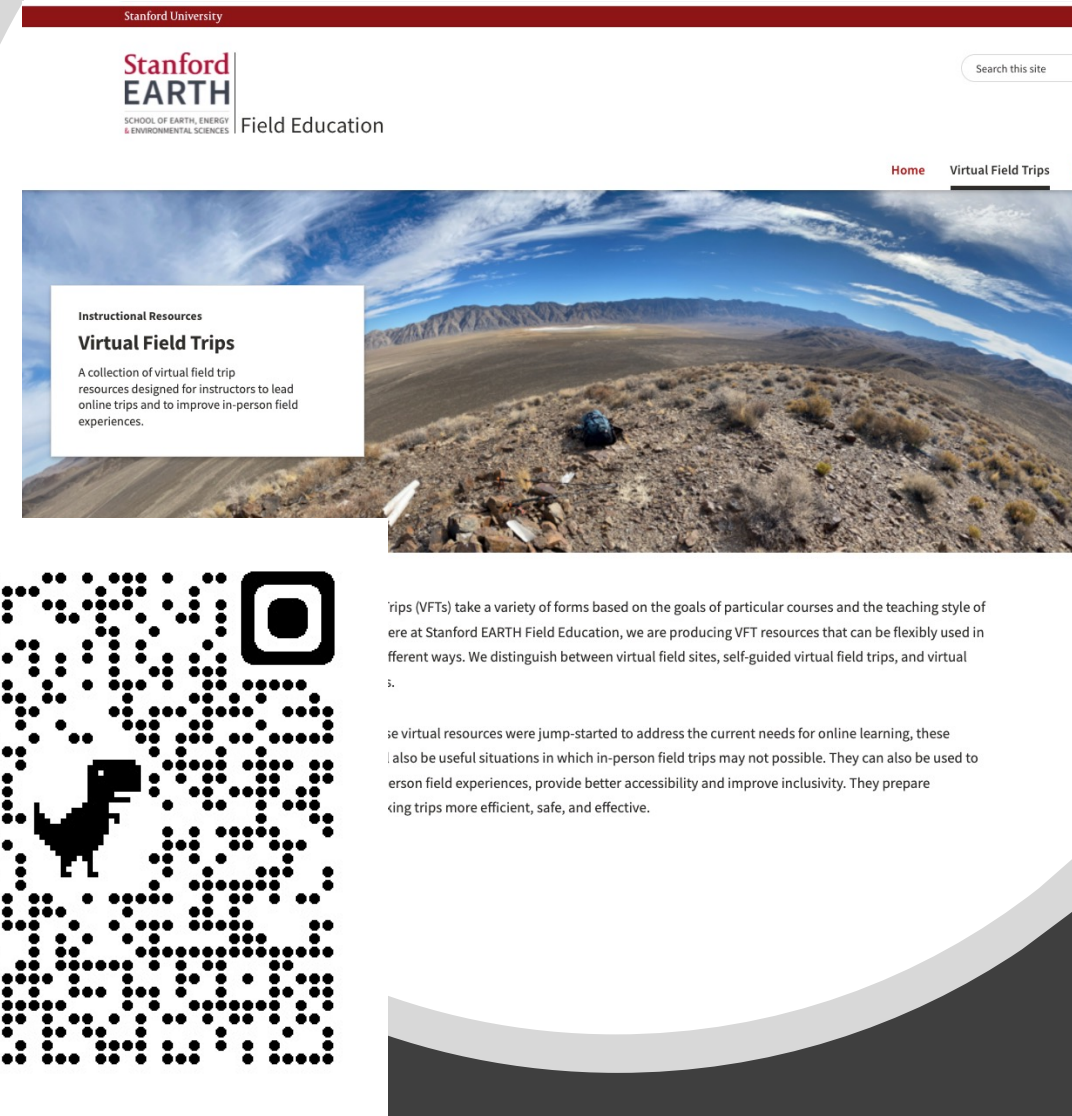 Stanford University
Stanford
EARTH
SCHOOL OF EARTH, ENERGY
& ENVIRONMENTAL SCIENCES
Field Education
Search this site
Home
Virtual Field Trips
Instructional Resources
Virtual Field Trips
A collection of virtual field trip
resources designed for instructors to lead
online trips and to improve in-person field
experiences.
(VFTs) take a variety of forms based on the goals of particular courses and the teaching style of
at Stanford EARTH Field Education, we are producing VFT resources that can be flexibly used in
ways. We distinguish between virtual field sites, self-guided virtual field trips, and virtual
virtual resources were jump-started to address the current needs for online learning, these
also be useful situations in which in-person field trips may not possible. They can also be used to
field experiences, provide better accessibility and improve inclusivity. They prepare
trips more efficient, safe, and effective.